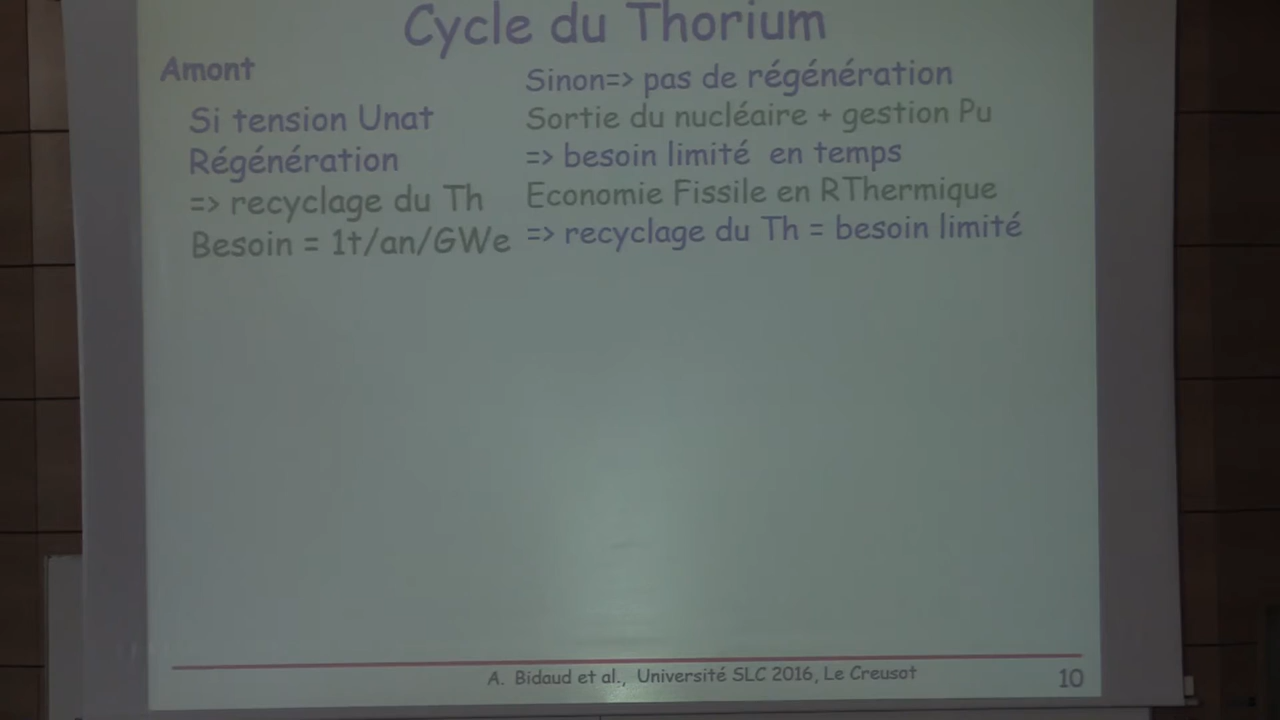 Cycle du Thorium
Amont
Si tension Unat
Régénération
=> recyclage du Th
Besoin = 1t/an/GWe
Sinon=> pas de régénération
Sortie du nucléaire + gestion Pu
=> besoin limité en temps
Economie Fissile en RThermique
=> recyclage du Th = besoin limité
A. Bidaud et al., Université SLC 2016, Le Creusot
10